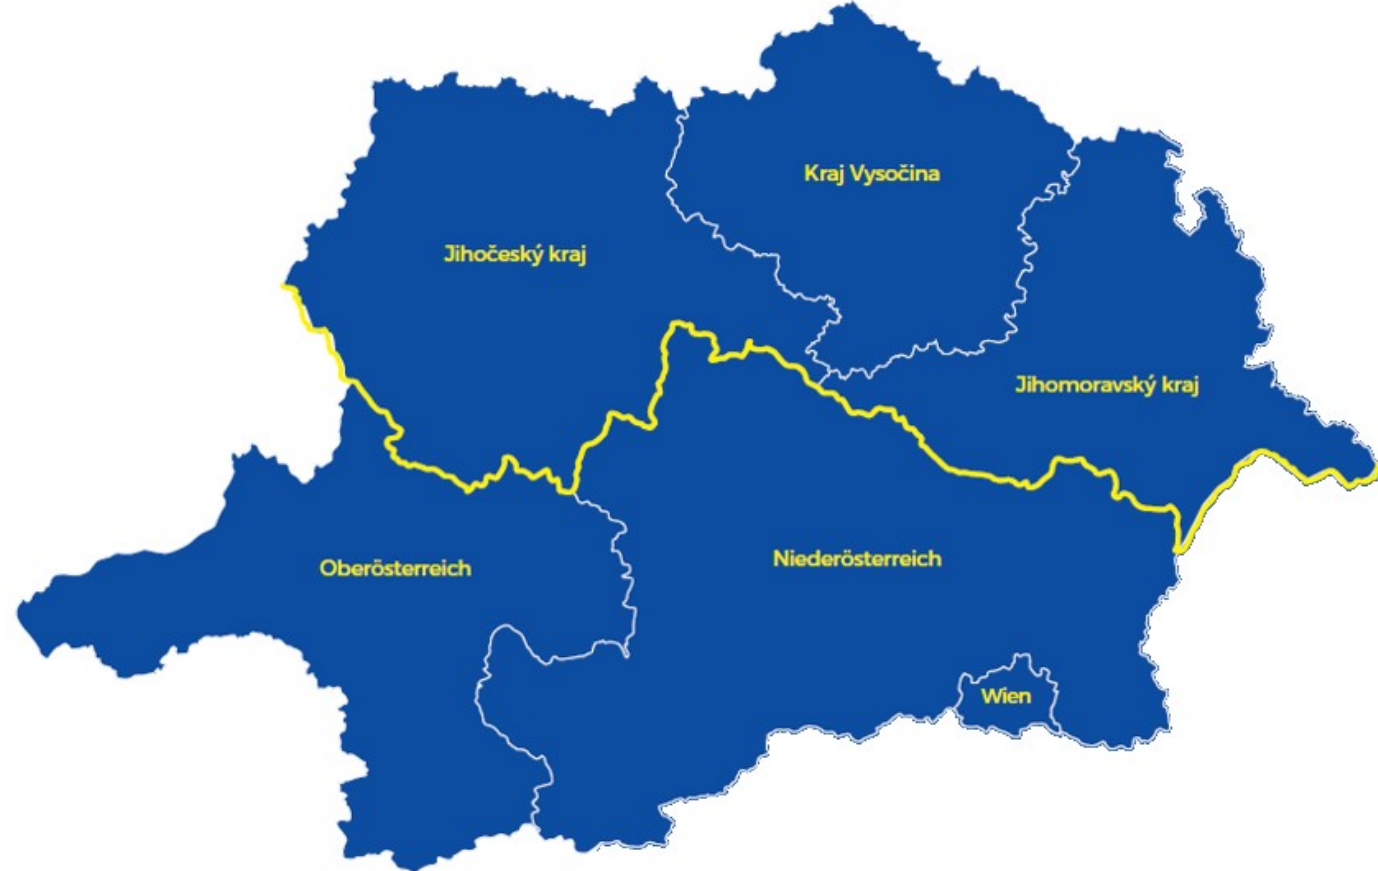 Kraj Vysočina
Jihočeský kraj
Jihomoravský kraj
Oberösterreich
Niederösterreich
Wien